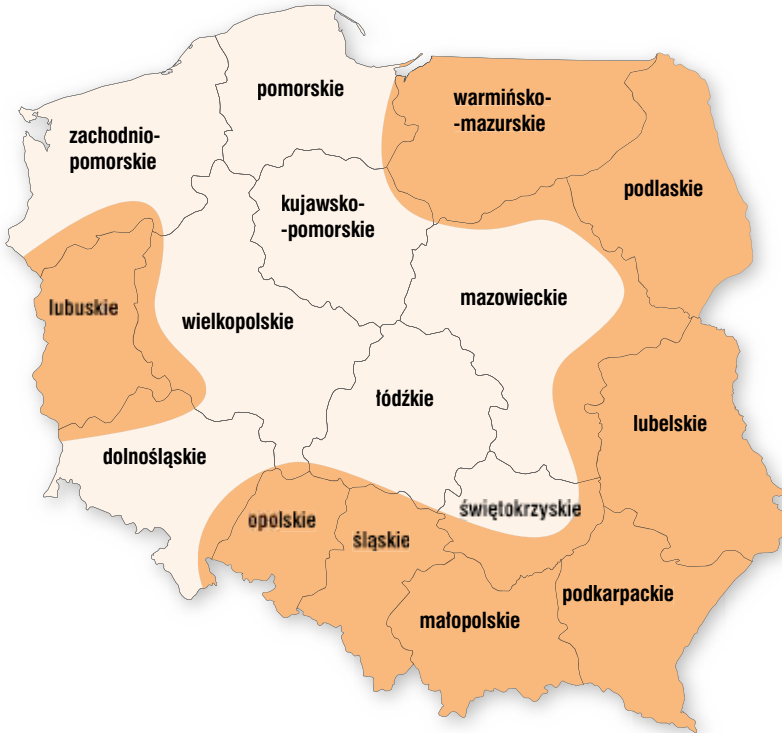 pomorskie
warmińsko-
-mazurskie
zachodnio-
pomorskie
podlaskie
kujawsko-
-pomorskie
mazowieckie
lubuskie
wielkopolskie
łódźkie
lubelskie
dolnośląskie
świętokrzyskie
opolskie
śląskie
podkarpackie
małopolskie